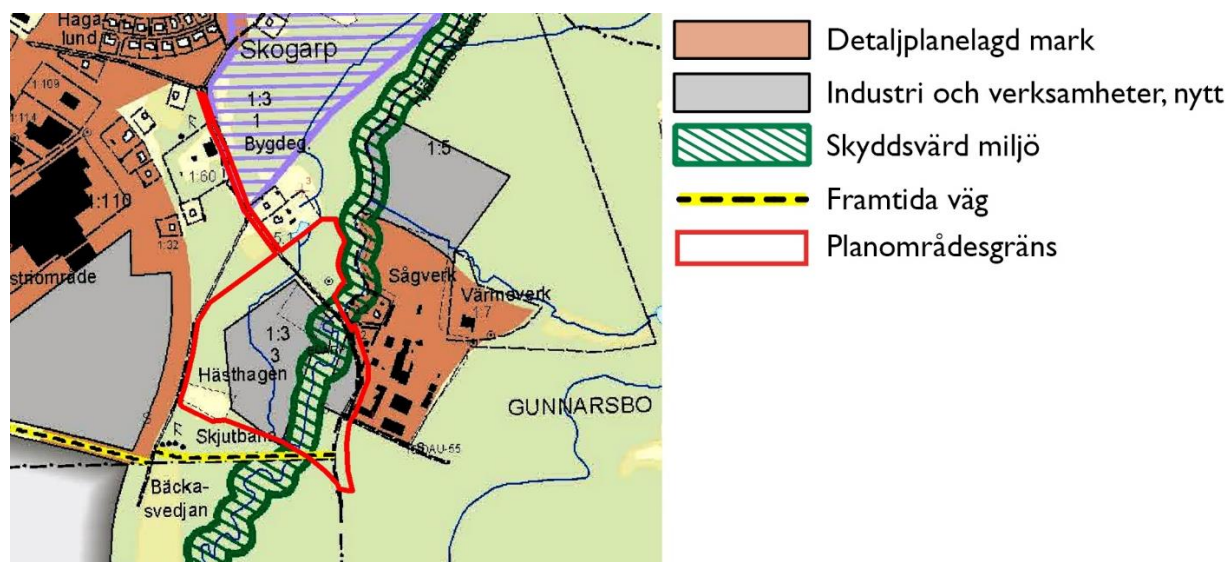 Haga
lund
Skogarp
1:109
1:114
1:3
1
Bygdeg.
1:5
1:60
1:110
1:32
5.1
Sågverk
striområde
Värmeverk
1:7
1:3
3
Hästhagen
GUNNARSBO
Skjutbana
S
Bäcka-
svedjan
Detaljplanelagd mark
Industri och verksamheter, nytt
Skyddsvärd miljö
Framtida väg
Planområdesgräns